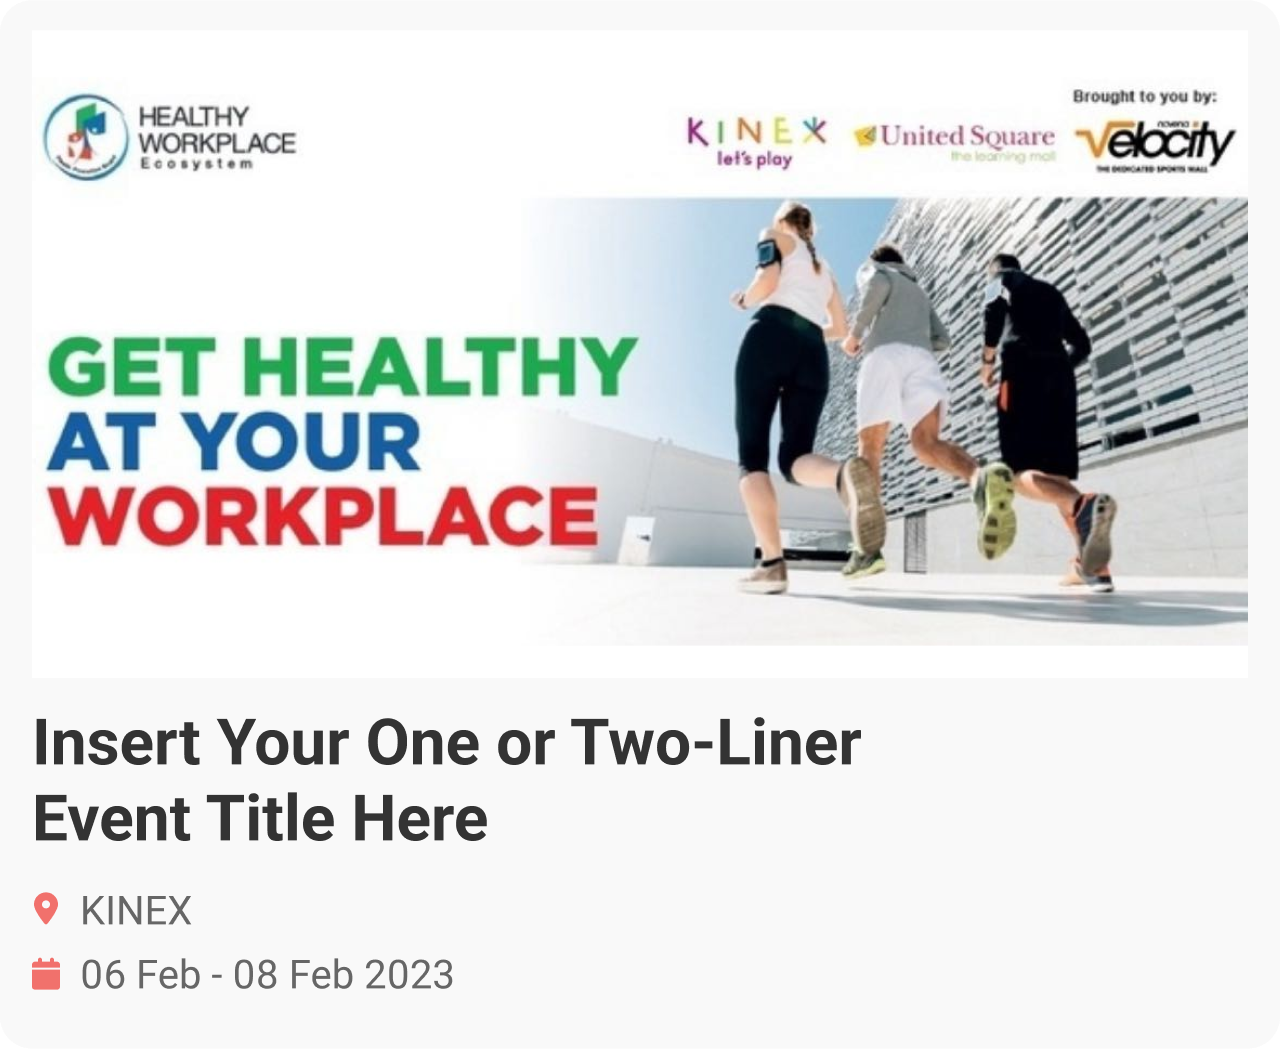 HEALTHY
WORKPLACE
Ecosystem
Brought to you by:
KINEX
let's play
United Square
the learning mall
novena
velocity
THE DEDICATED SPORTS MALL
GET HEALTHY
AT YOUR
WORKPLACE
Insert Your One or Two-Liner
Event Title Here
KINEX
06 Feb - 08 Feb 2023